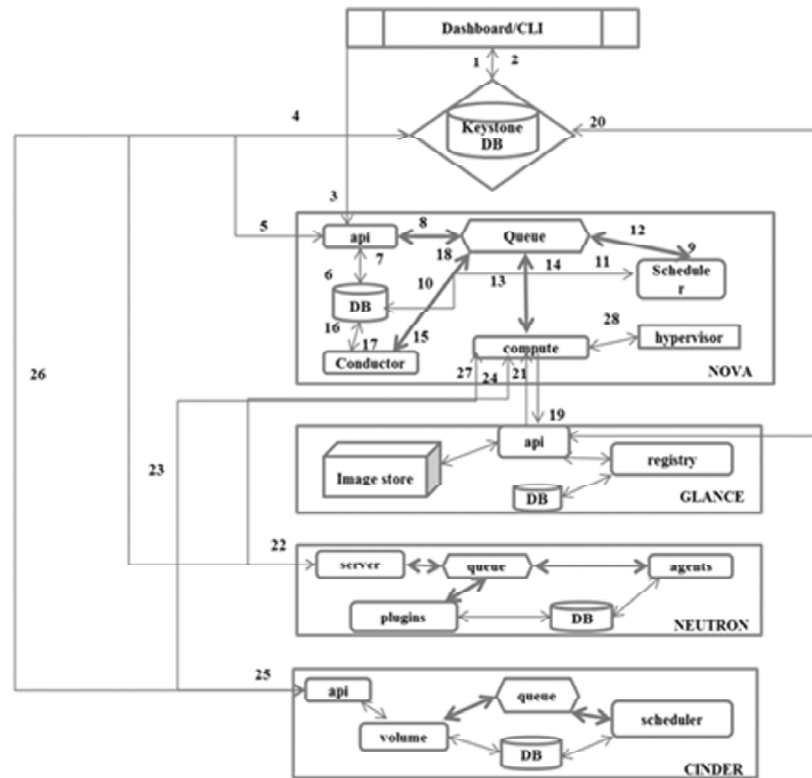 Dashboard/CLI
1 2
4
20
Keystone
DB
3
5
api
8
Queue
12
18
9
7
6
10
13
14
11
Schedule
r
DB
16
17
15
28
Conductor
compute
hypervisor
27
24
21
NOVA
26
19
api
23
Image store
registry
DB
GLANCE
22
server
queue
agents
plugins
DB
NEUTRON
25
api
queue
volume
scheduler
DB
CINDER